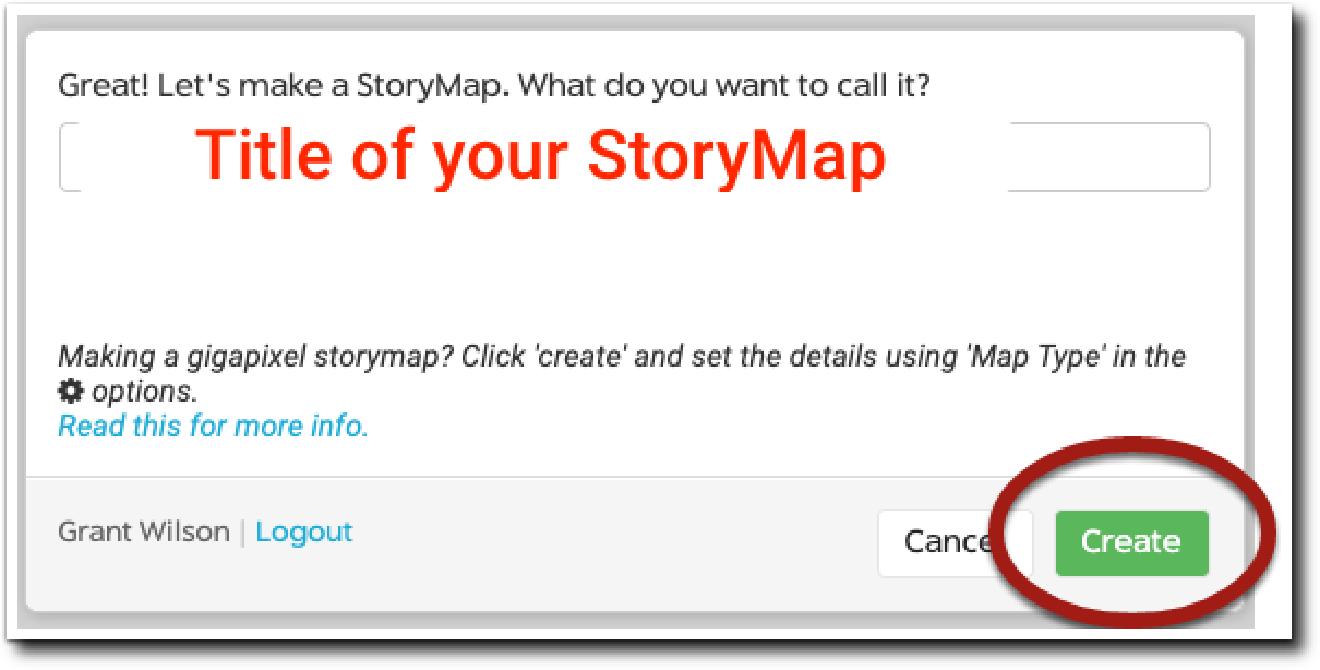 Great! Let's make a StoryMap. What do you want to call it?
Title of your StoryMap
Making a gigapixel storymap? Click 'create' and set the details using 'Map Type' in the
options.
Read this for more info.
Grant Wilson | Logout
Cance
Create